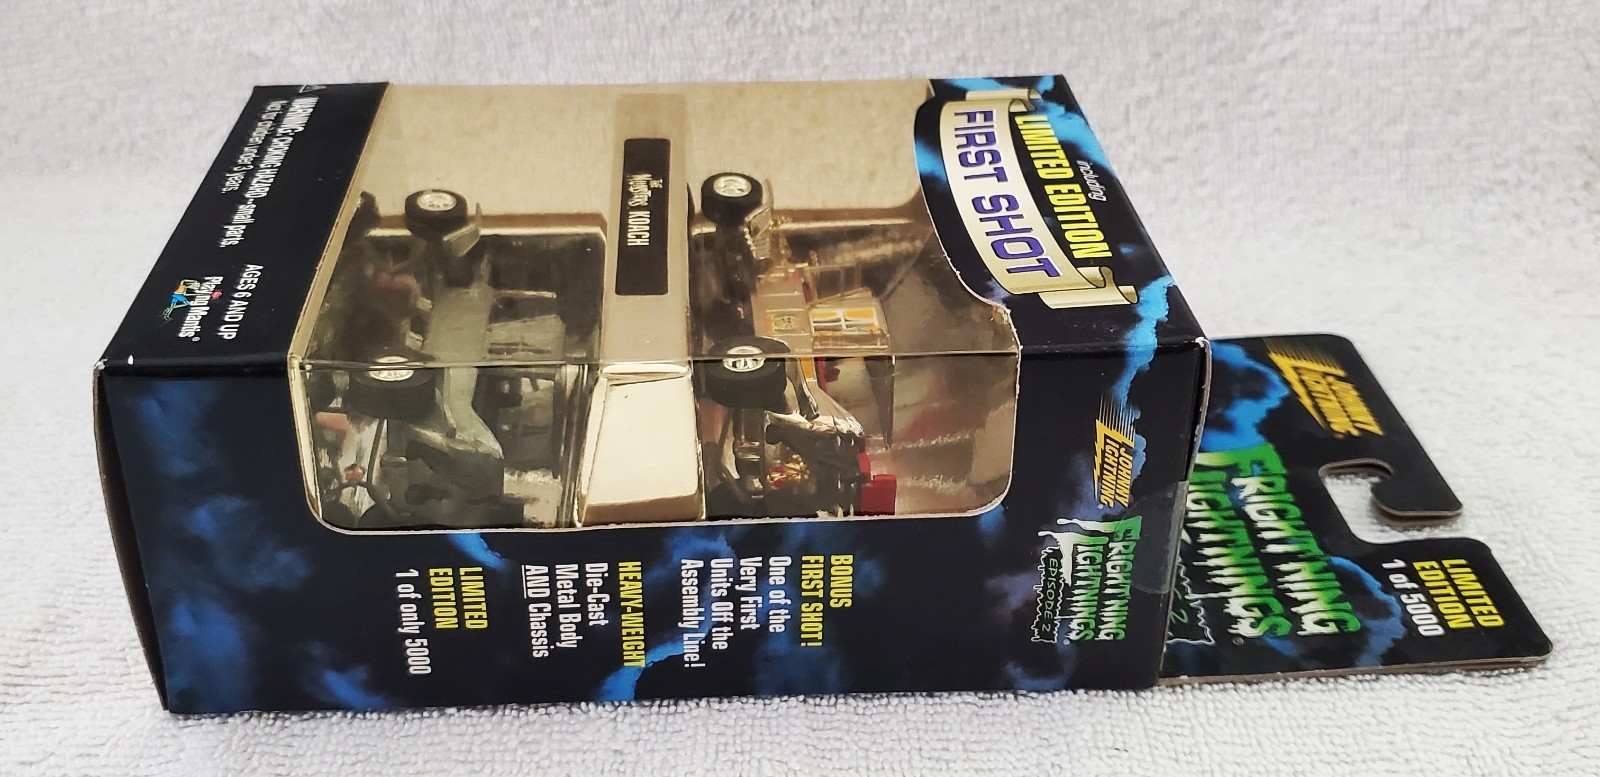 including
LIMITED EDITION
FIRST SHOT
THE MUNSTERS KOACH
WARNING: CHOKING HAZARD-small parts.
Not for children under 3 years.
AGES 6 AND UP
Playing Mantis®
JOHNNY
LIGHTNING®
FRIGHTNING
LIGHTNINGS®
EPISODE 2
BONUS
FIRST SHOT!
One of the
Very First
Units Off the
Assembly Line!
HEAVY-WEIGHT
Die-Cast
Metal Body
AND Chassis
LIMITED
EDITION
1 of only 5000
JOHNNY
LIGHTNING®
FRIGHTNING
LIGHTNINGS®
2
LIMITED
EDITION
1 of 5000